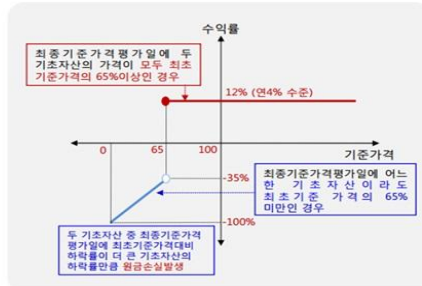 수익률
최종기준가격평가일에 두
기초자산의 가격이 모두 최초
기준가격의 65%이상인 경우
12% (연4% 수준)
0
65
100
기준가격
-35%
최종기준가격평가일에 어느
한 기초자산이라도
최초기준 가격의 65%
미만인 경우
-100%
두 기초자산 중 최종기준가격
평가일에 최초기준가격대비
하락률이 더 큰 기초자산의
하락률만큼 원금손실발생